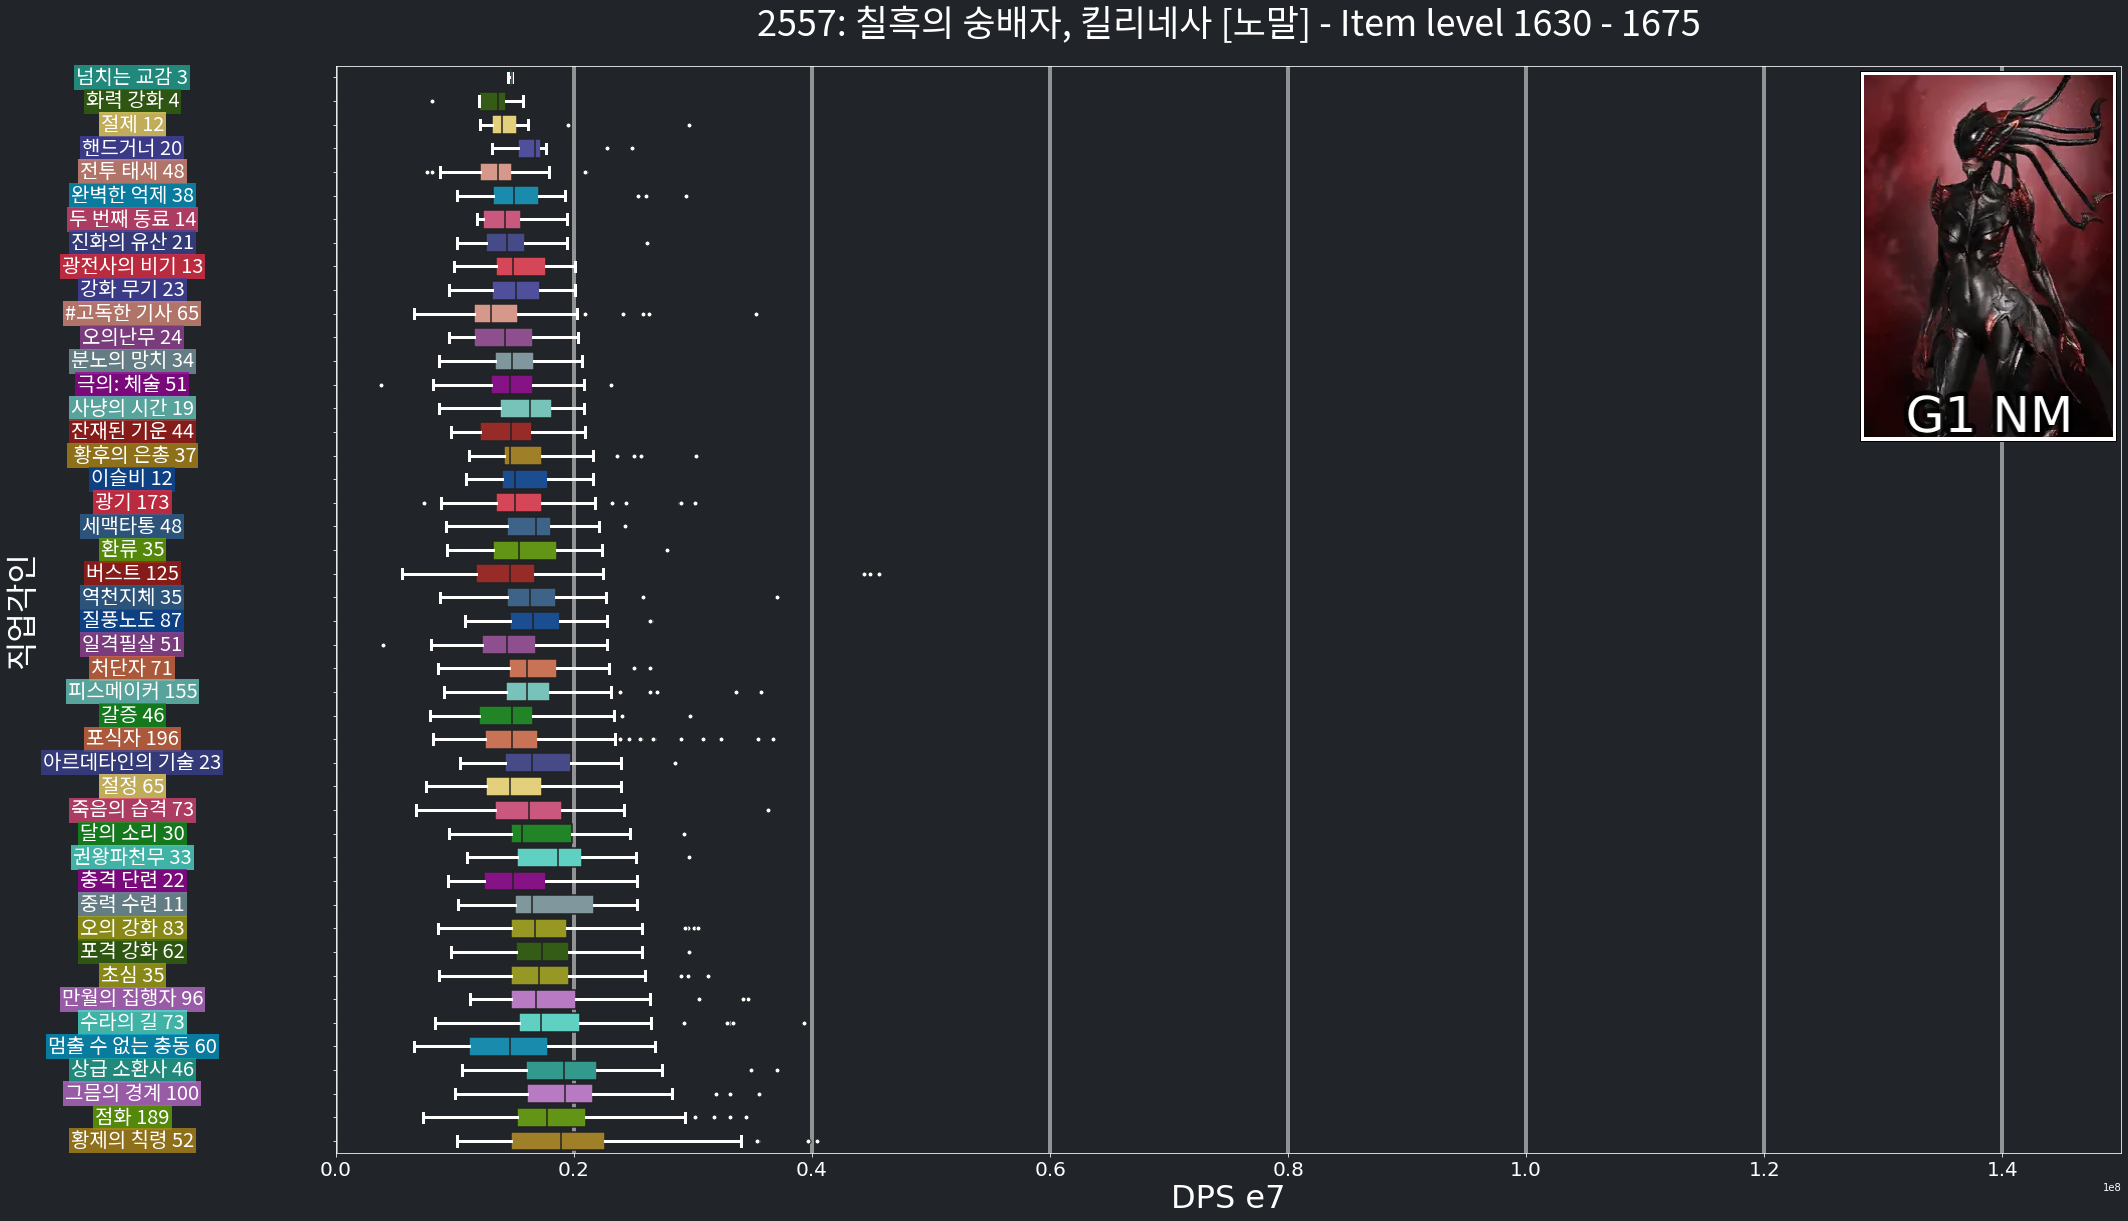 2557: 칠흑의 숭배자, 킬리네사 [노말] - Item level 1630 - 1675
넘치는 교감 3
화력 강화 4
절제 12
핸드거너 20
전투 태세 48
완벽한 억제 38
두 번째 동료 14
진화의 유산 21
광전사의 비기 13
강화 무기 23
#고독한 기사 65
오의난무 24
분노의 망치 34
극의: 체술 51
사냥의 시간 19
잔재된 기운 44
황후의 은총 37
이슬비 12
광기 173
세맥타통 48
환류 35
버스트 125
역천지체 35
질풍노도 87
일격필살 51
처단자 71
피스메이커 155
갈증 46
포식자 196
아르데타인의 기술 23
절정 65
죽음의 습격 73
달의 소리 30
권왕파천무 33
충격 단련 22
중력 수련 11
오의 강화 83
포격 강화 62
초심 35
만월의 집행자 96
수라의 길 73
멈출 수 없는 충동 60
상급 소환사 46
그믐의 경계 100
점화 189
황제의 칙령 52
직업각인
G1 NM
0.0 0.2 0.4 0.6 0.8 1.0 1.2 1.4
1e8
DPS e7